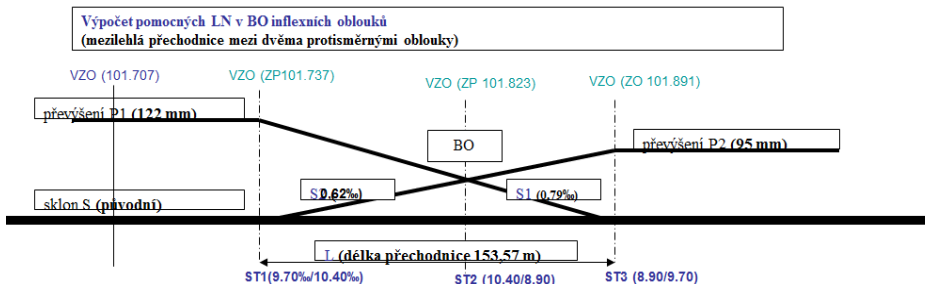 Výpočet pomocných LN v BO inflexních oblouků
(mezilehlá přechodnice mezi dvěma protisměrnými oblouky)
VZO (101.707)
VZO (ZP101.737)
VZO (ZP 101.823)
VZO (ZO 101.891)
převýšení P1 (122 mm)
BO
převýšení P2 (95 mm)
0.62‰)
S1 (0.79‰)
sklon S (původní)
L (délka přechodnice 153,57 m)
ST1(9.70‰/10.40‰)
ST2 (10.40/8.90)
ST3 (8.90/9.70)